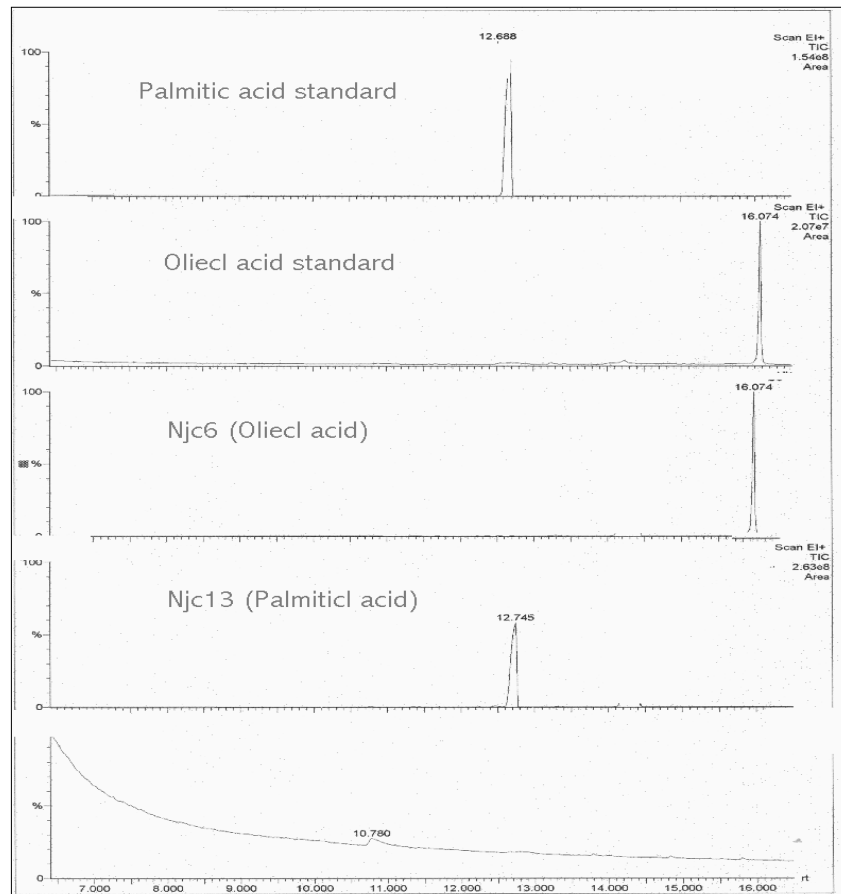 12.688
Scan EI+
TIC
1.54e8
Area
100
Palmitic acid standard
%
0
Scan EI+
TIC
2.07e7
Area
100
16.074
Oliecl acid standard
%
0
100
16.074
Njc6 (Oliecl acid)
%
0
Scan EI+
TIC
2.63e8
Area
100
Njc13 (Palmiticl acid)
12.745
%
0
%
10.780
0
7.000 8.000 9.000 10.000 11.000 12.000 13.000 14.000 15.000 16.000 rt